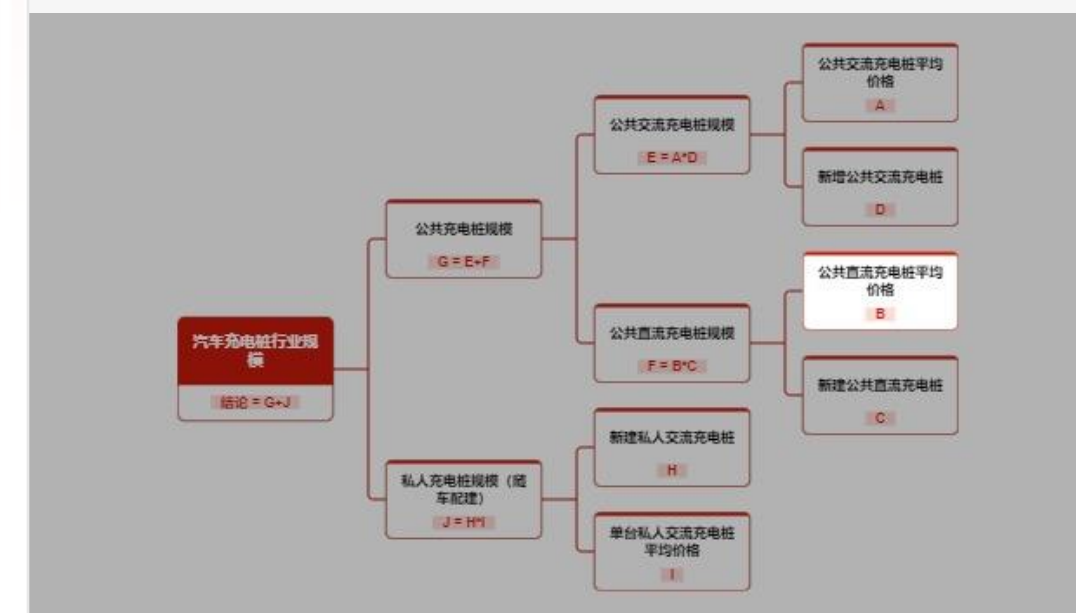 公共交流充电桩平均
价格
A
公共交流充电桩规模
E = A*D
新增公共交流充电桩
D
公共充电桩规模
G = E+F
公共直流充电桩平均
价格
B
公共直流充电桩规模
F = B*C
新建公共直流充电桩
C
汽车充电桩行业规
模
结论 = G+J
新建私人交流充电桩
H
私人充电桩规模（随
车配建）
J = H*I
单台私人交流充电桩
平均价格
I